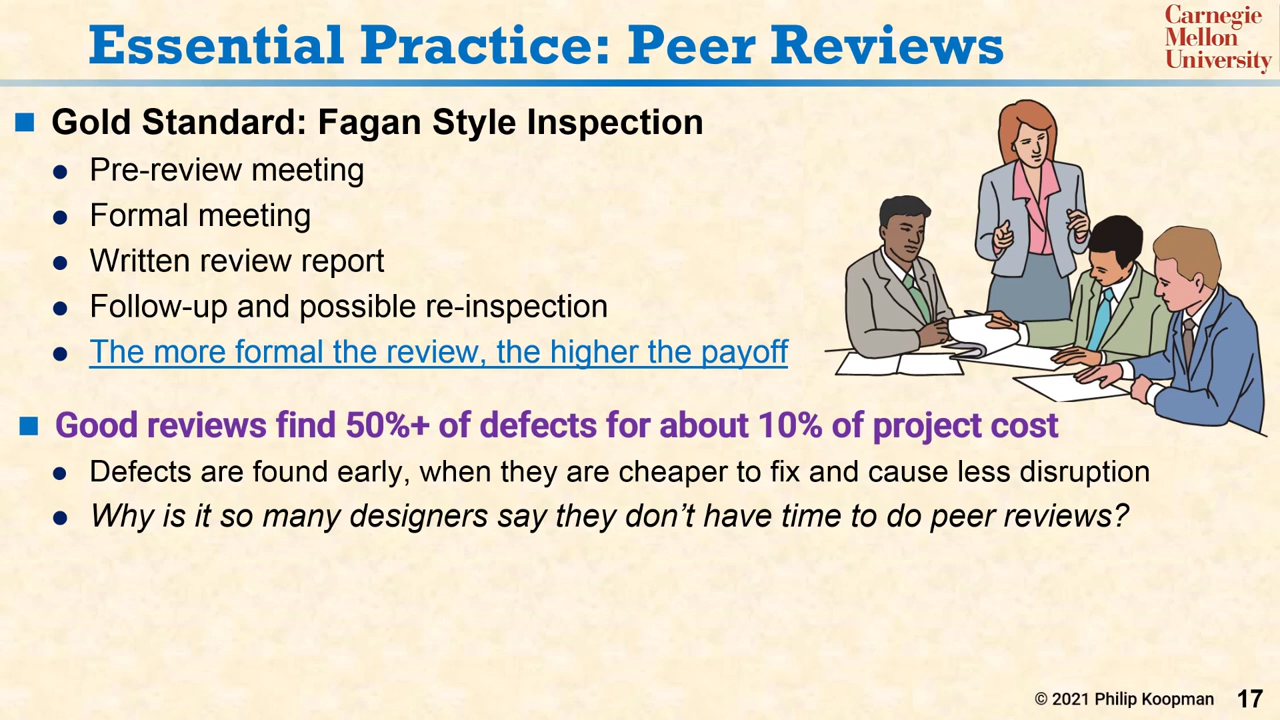 Essential Practice: Peer Reviews
Carnegie
Mellon
University
Gold Standard: Fagan Style Inspection
Pre-review meeting
Formal meeting
Written review report
Follow-up and possible re-inspection
The more formal the review, the higher the payoff
Good reviews find 50%+ of defects for about 10% of project cost
Defects are found early, when they are cheaper to fix and cause less disruption
Why is it so many designers say they don’t have time to do peer reviews?
© 2021 Philip Koopman 17